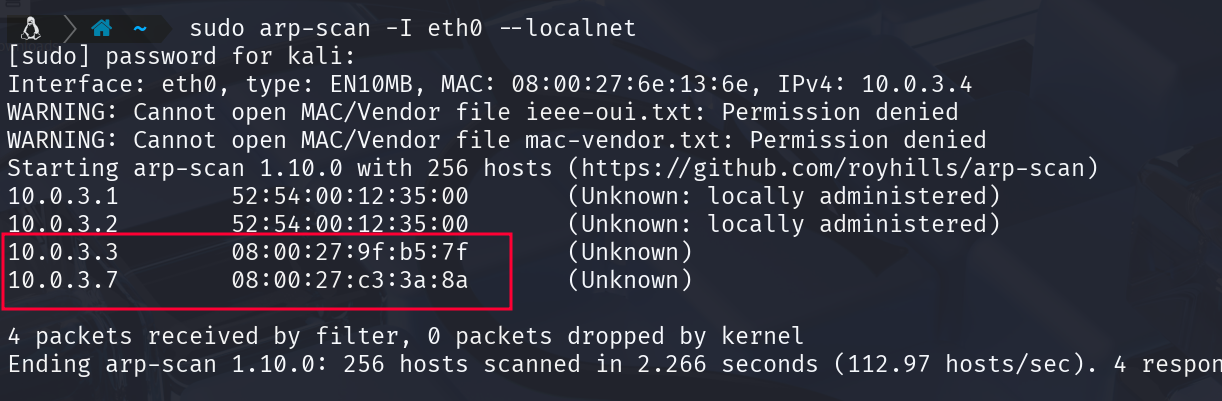 ~ sudo arp-scan -I eth0 --localnet
[sudo] password for kali:
Interface: eth0, type: EN10MB, MAC: 08:00:27:6e:13:6e, IPv4: 10.0.3.4
WARNING: Cannot open MAC/Vendor file ieee-oui.txt: Permission denied
WARNING: Cannot open MAC/Vendor file mac-vendor.txt: Permission denied
Starting arp-scan 1.10.0 with 256 hosts (https://github.com/royhills/arp-scan)
10.0.3.1 52:54:00:12:35:00 (Unknown: locally administered)
10.0.3.2 52:54:00:12:35:00 (Unknown: locally administered)
10.0.3.3 08:00:27:9f:b5:7f (Unknown)
10.0.3.7 08:00:27:c3:3a:8a (Unknown)
4 packets received by filter, 0 packets dropped by kernel
Ending arp-scan 1.10.0: 256 hosts scanned in 2.266 seconds (112.97 hosts/sec). 4 respon